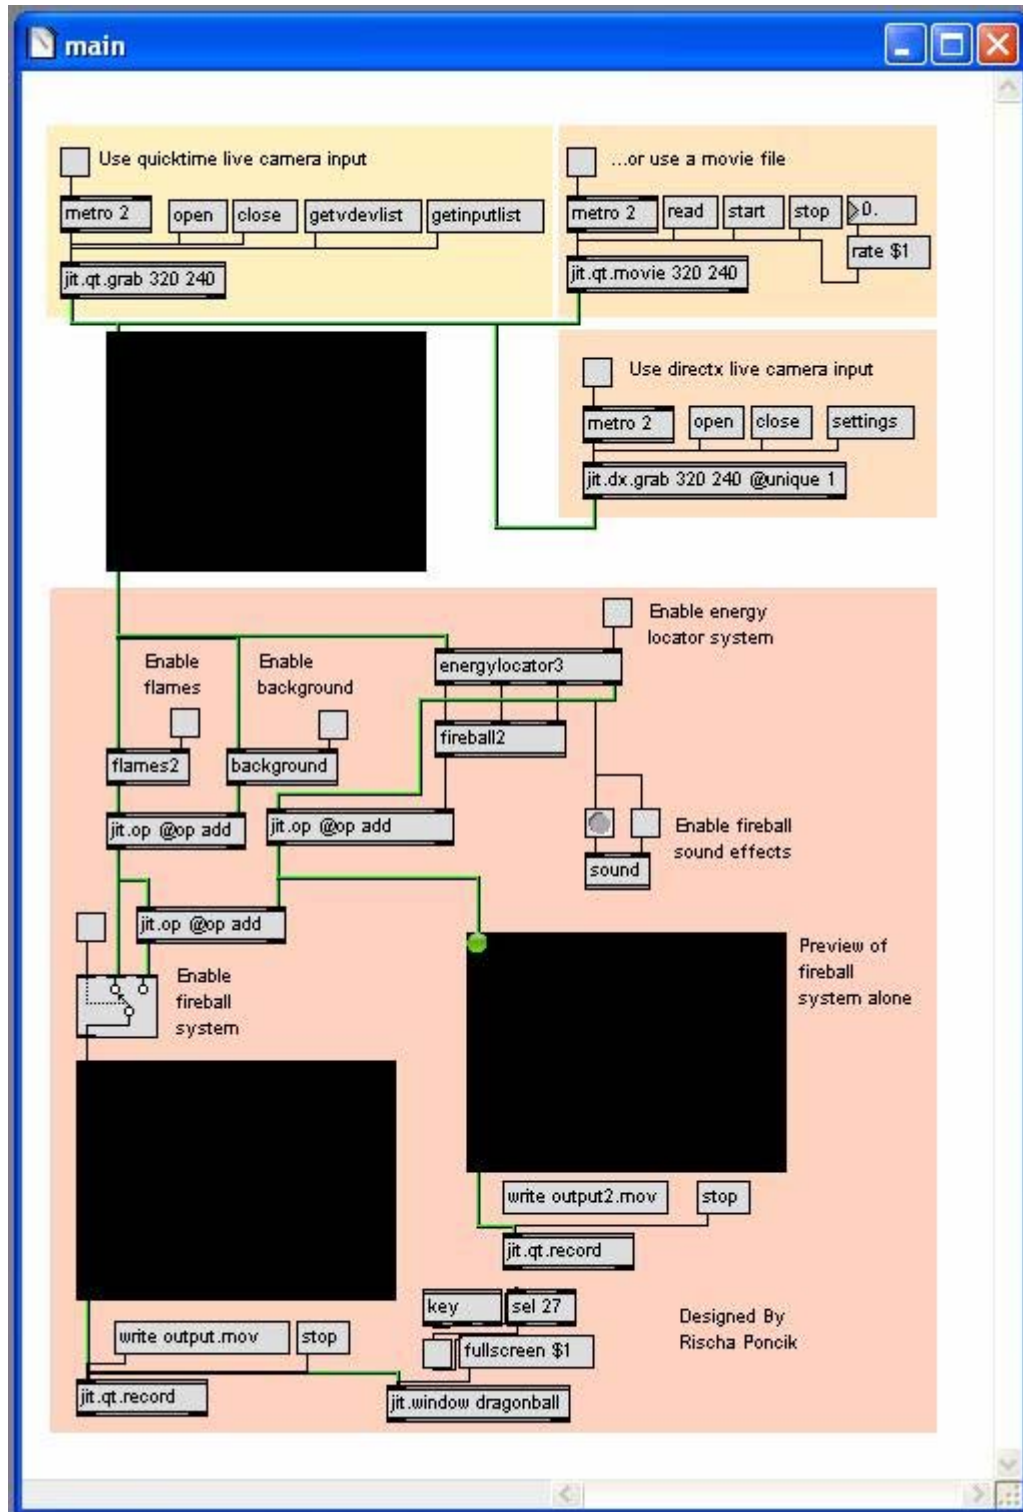 main
Use quicktime live camera input
metro 2
open
close
getvdevlist
getinputlist
jit.qt.grab 320 240
...or use a movie file
metro 2
read
start
stop
0.
rate $1
jit.qt.movie 320 240
Use directx live camera input
metro 2
open
close
settings
jit.dx.grab 320 240 @unique 1
Enable energy
locator system
energylocator3
Enable
flames
Enable
background
fireball2
flames2
background
jit.op @op add
jit.op @op add
Enable fireball
sound effects
sound
jit.op @op add
Enable
fireball
system
Preview of
fireball
system alone
write output2.mov
stop
jit.qt.record
key
sel 27
fullscreen $1
write output.mov
stop
jit.qt.record
jit.window dragonball
Designed By
Rischa Poncik